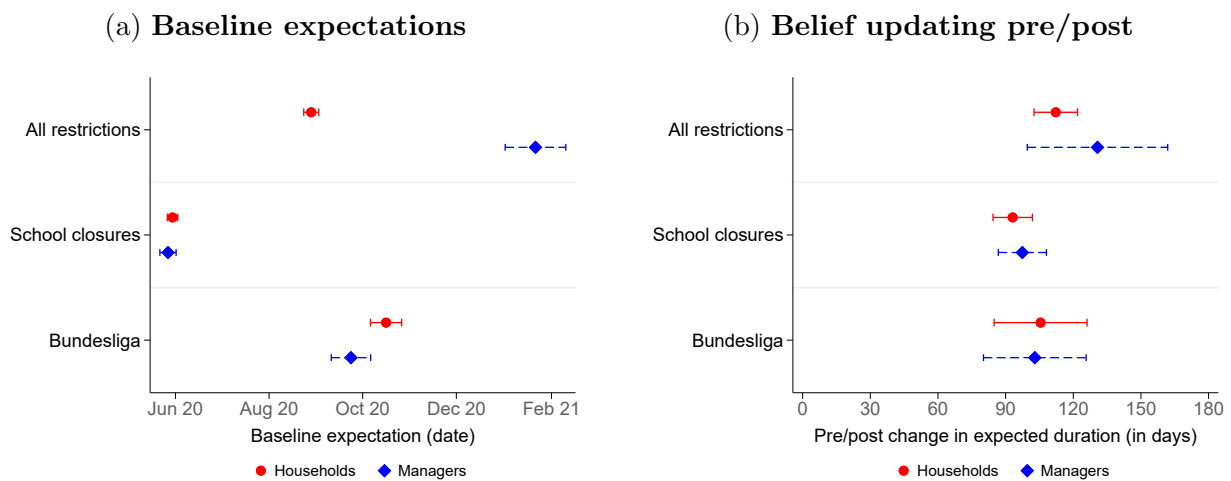 (a) Baseline expectations
All restrictions
School closures
Bundesliga
Jun 20 Aug 20 Oct 20 Dec 20 Feb 21
Baseline expectation (date)
Households Managers
(b) Belief updating pre/post
All restrictions
School closures
Bundesliga
0 30 60 90 120 150 180
Pre/post change in expected duration (in days)
Households Managers